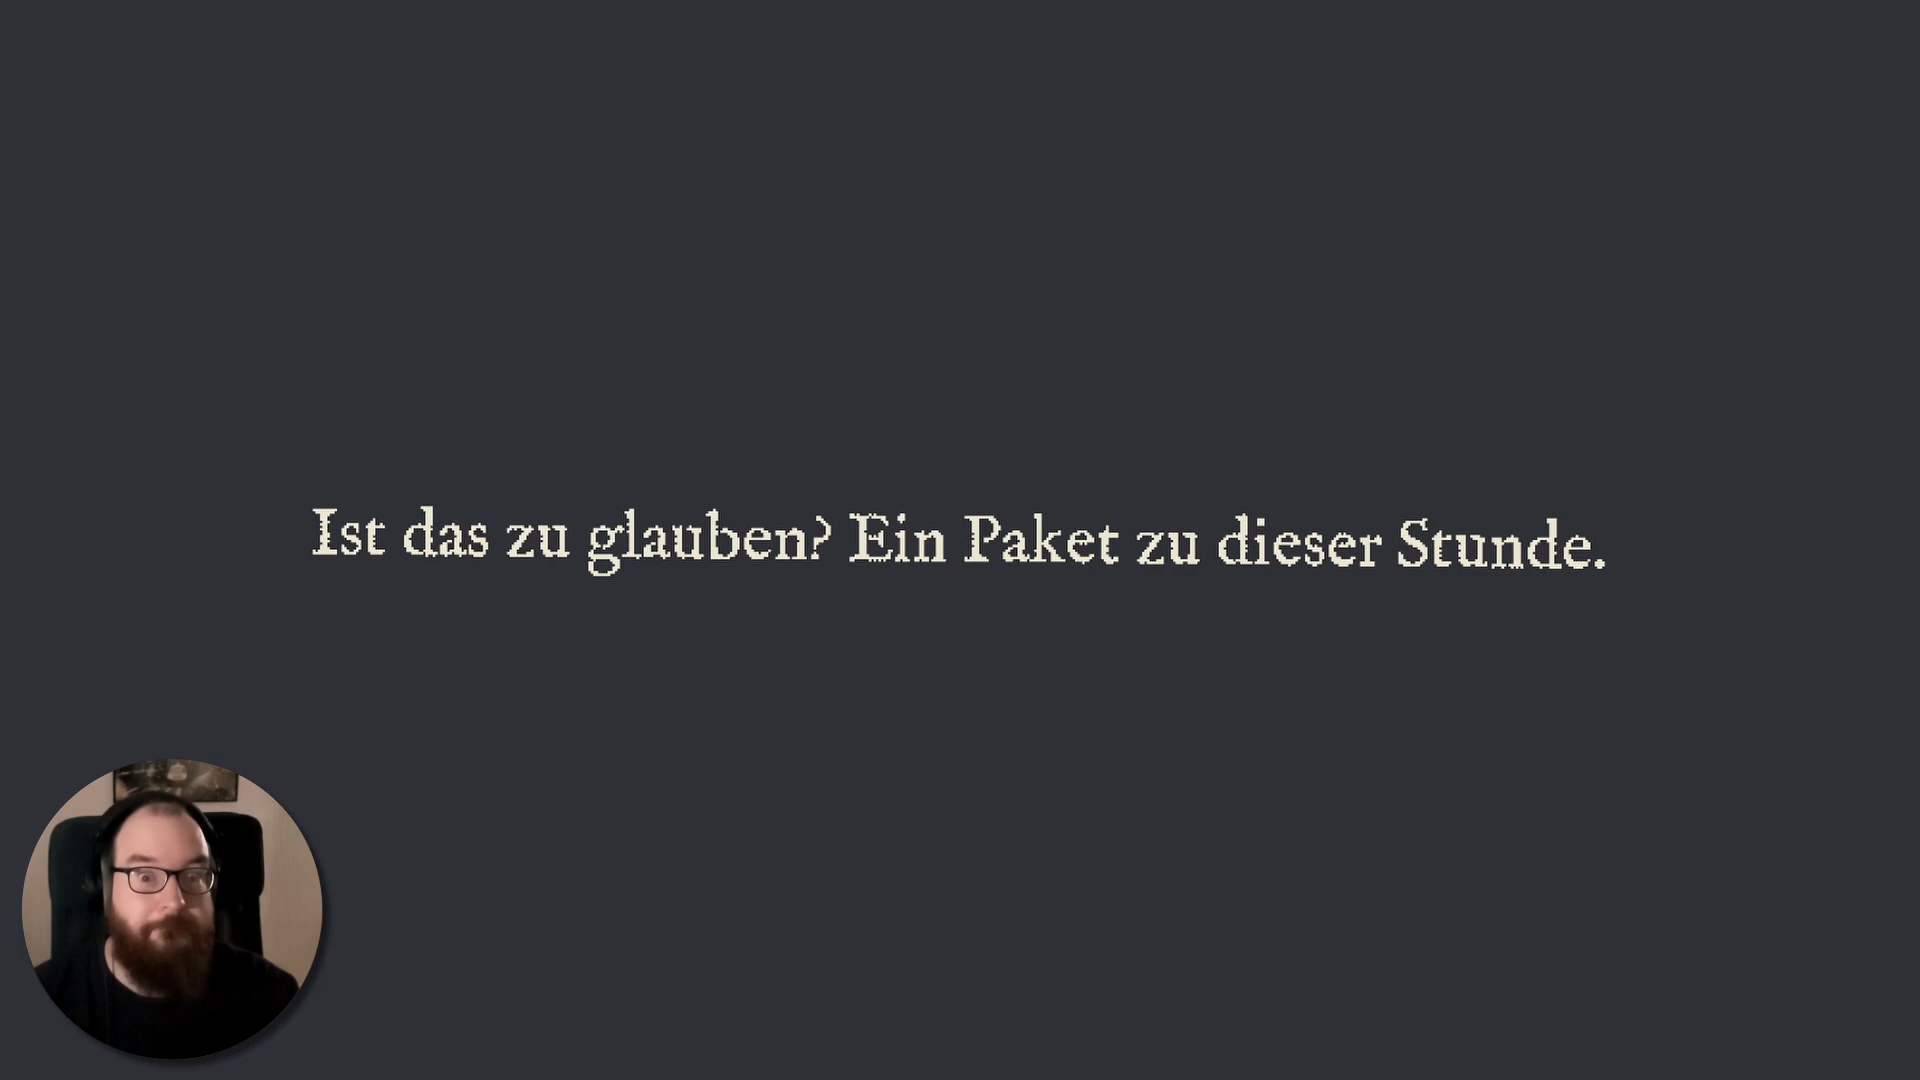 Ist das zu glauben? Ein Paket zu dieser Stunde.